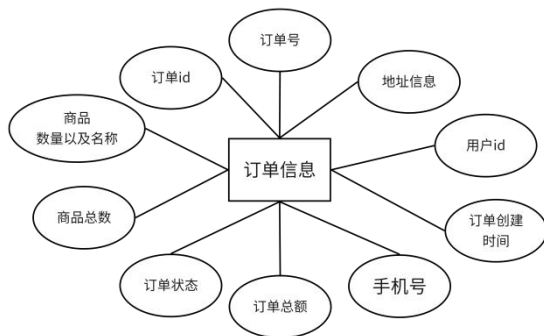 订单号
订单id
地址信息
商品
数量以及名称
用户id
订单信息
商品总数
订单创建
时间
订单状态
订单总额
手机号